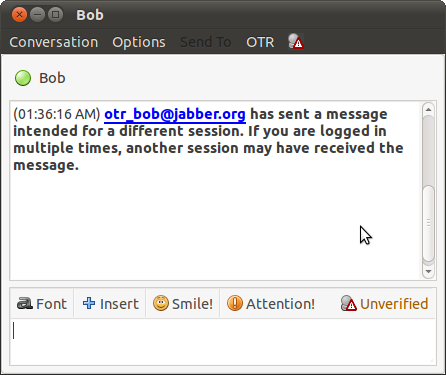 Bob
Conversation Options Send To OTR
Bob
(01:36:16 AM) otr_bob@jabber.org has sent a message
intended for a different session. If you are logged in
multiple times, another session may have received the
message.
Font Insert Smile! Attention! Unverified